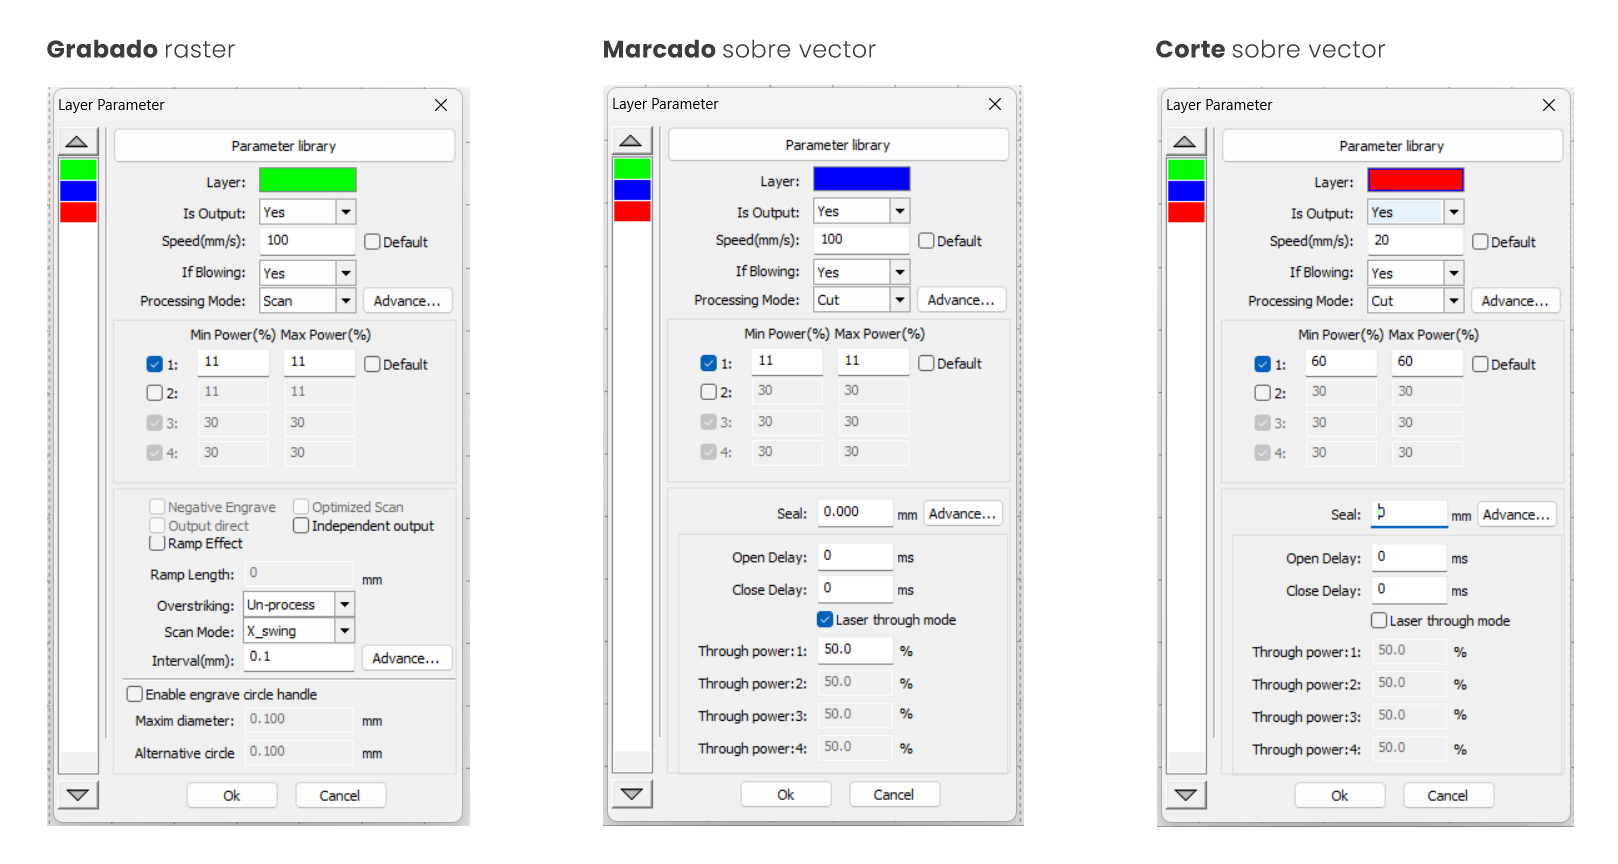 Grabado raster
Layer Parameter
Parameter library
Layer:
Is Output: Yes
Speed(mm/s): 100 Default
If Blowing: Yes
Processing Mode: Scan Advance...
Min Power(%) Max Power(%)
1: 11 11 Default
2: 11 11
3: 30 30
4: 30 30
Negative Engrave Optimized Scan
Output direct Independent output
Ramp Effect
Ramp Length: 0 mm
Overstriking: Un-process
Scan Mode: X_swing
Interval(mm): 0.1 Advance...
Enable engrave circle handle
Maxim diameter: 0.100 mm
Alternative circle 0.100 mm
Ok Cancel
Marcado sobre vector
Layer Parameter
Parameter library
Layer:
Is Output: Yes
Speed(mm/s): 100 Default
If Blowing: Yes
Processing Mode: Cut Advance...
Min Power(%) Max Power(%)
1: 11 11 Default
2: 30 30
3: 30 30
4: 30 30
Seal: 0.000 mm Advance...
Open Delay: 0 ms
Close Delay: 0 ms
Laser through mode
Through power:1: 50.0 %
Through power:2: 50.0 %
Through power:3: 50.0 %
Through power:4: 50.0 %
Ok Cancel
Corte sobre vector
Layer Parameter
Parameter library
Layer:
Is Output: Yes
Speed(mm/s): 20 Default
If Blowing: Yes
Processing Mode: Cut Advance...
Min Power(%) Max Power(%)
1: 60 60 Default
2: 30 30
3: 30 30
4: 30 30
Seal: 0 mm Advance...
Open Delay: 0 ms
Close Delay: 0 ms
Laser through mode
Through power:1: 50.0 %
Through power:2: 50.0 %
Through power:3: 50.0 %
Through power:4: 50.0 %
Ok Cancel